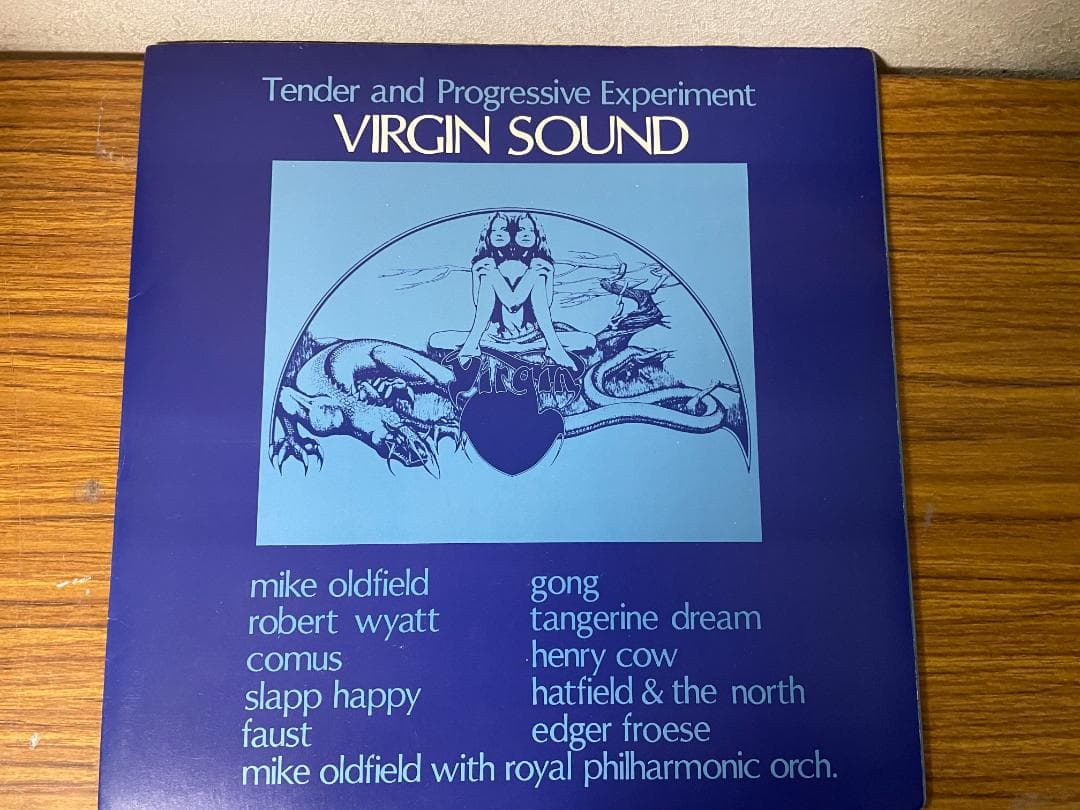 Tender and Progressive Experiment
VIRGIN SOUND
Virgin
mike oldfield
robert wyatt
comus
slapp happy
faust
gong
tangerine dream
henry cow
hatfield & the north
edger froese
mike oldfield with royal philharmonic orch.